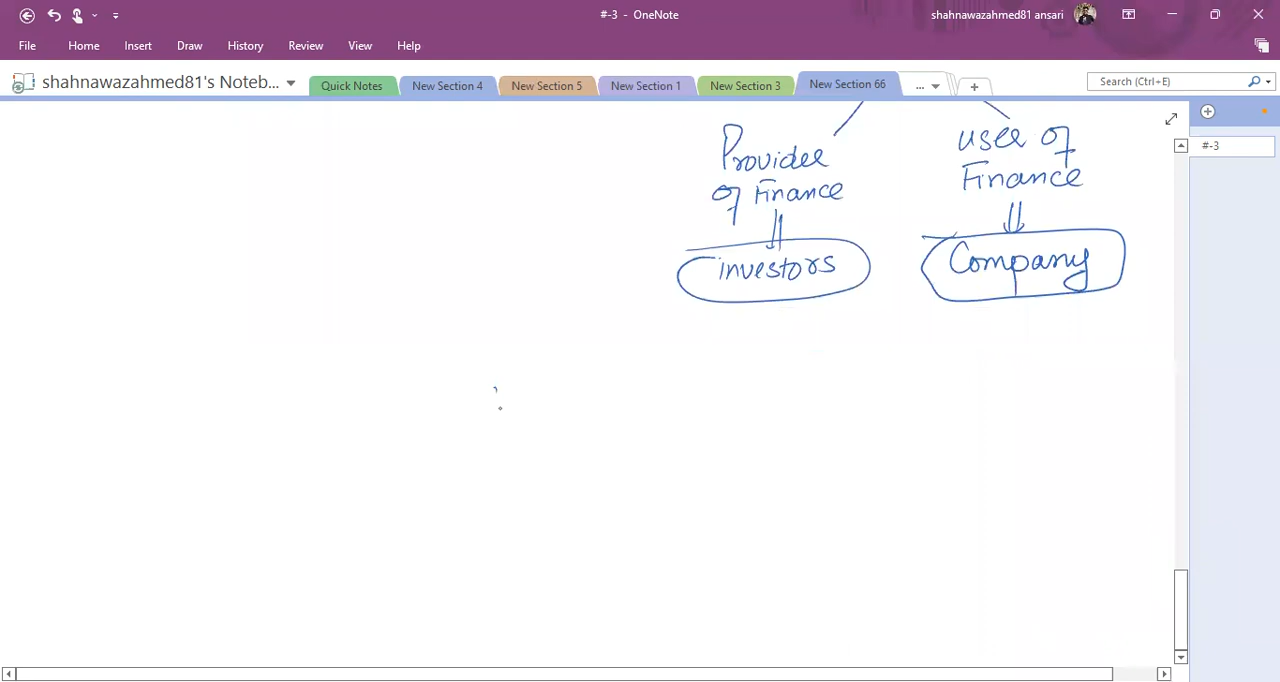 #-3 - OneNote
shahnawazahmed81 ansari
File Home Insert Draw History Review View Help
shahnawazahmed81's Noteb... Quick Notes New Section 4 New Section 5 New Section 1 New Section 3 New Section 66 ... + Search (Ctrl+E)
#-3
Provider of Finance
investors
user of Finance
Company